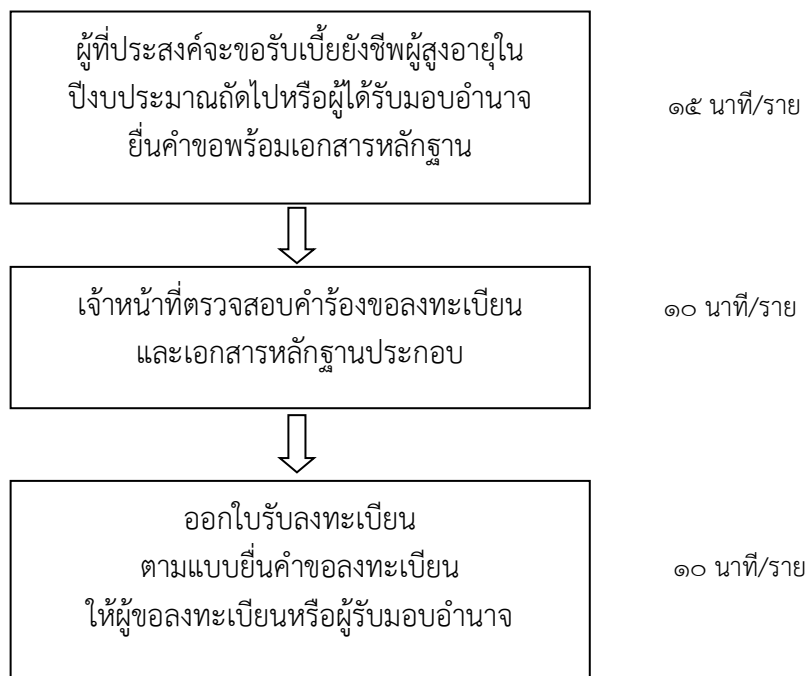 ผู้ที่ประสงค์จะขอรับเบี้ยยังชีพผู้สูงอายุใน
ปีงบประมาณถัดไปหรือผู้ได้รับมอบอำนาจ
ยื่นคำขอพร้อมเอกสารหลักฐาน
๑๕ นาที/ราย
เจ้าหน้าที่ตรวจสอบคำร้องขอลงทะเบียน
และเอกสารหลักฐานประกอบ
๑๐ นาที/ราย
ออกใบรับลงทะเบียน
ตามแบบยื่นคำขอลงทะเบียน
ให้ผู้ขอลงทะเบียนหรือผู้รับมอบอำนาจ
๑๐ นาที/ราย